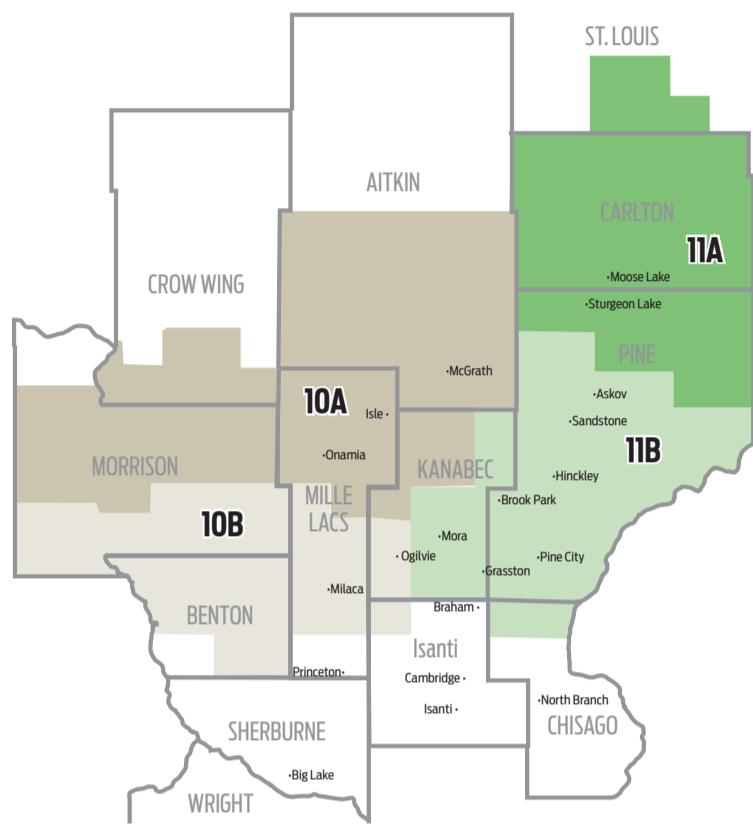 ST. LOUIS
AITKIN
CARLTON
11A
CROW WING
·Moose Lake
·Sturgeon Lake
PINE
·McGrath
10A
·Askov
Isle·
·Sandstone
11B
·Onamia
MORRISON
KANABEC
·Hinckley
MILLE
LACS
·Brook Park
10B
·Mora
·Ogilvie
·Pine City
·Grasston
·Milaca
BENTON
Braham·
Isanti
Princeton·
Cambridge·
·North Branch
Isanti·
CHISAGO
SHERBURNE
·Big Lake
WRIGHT